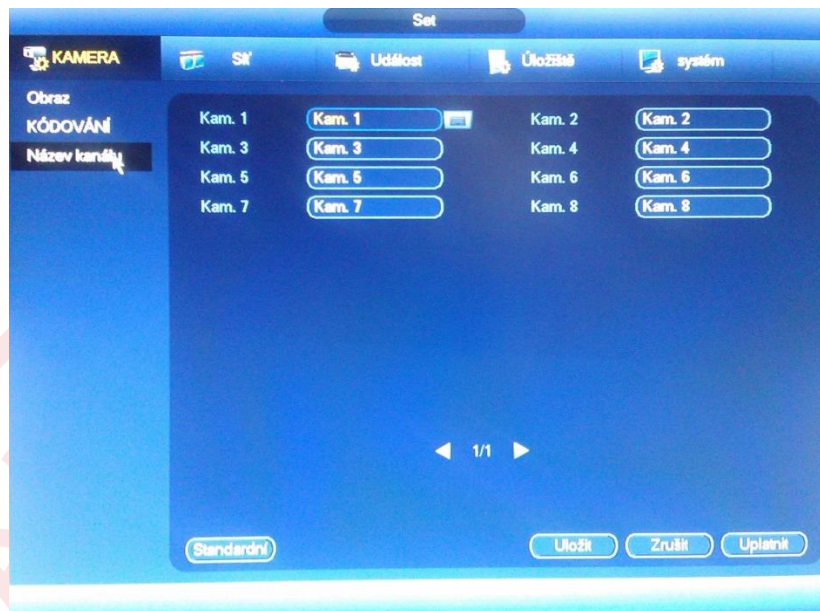 Set
KAMERA Síť Událost Úložiště systém
Obraz
KÓDOVÁNÍ
Název kanálu
Kam. 1 Kam. 1 Kam. 2 Kam. 2
Kam. 3 Kam. 3 Kam. 4 Kam. 4
Kam. 5 Kam. 5 Kam. 6 Kam. 6
Kam. 7 Kam. 7 Kam. 8 Kam. 8
1/1
Standardní Uložit Zrušit Uplatnit